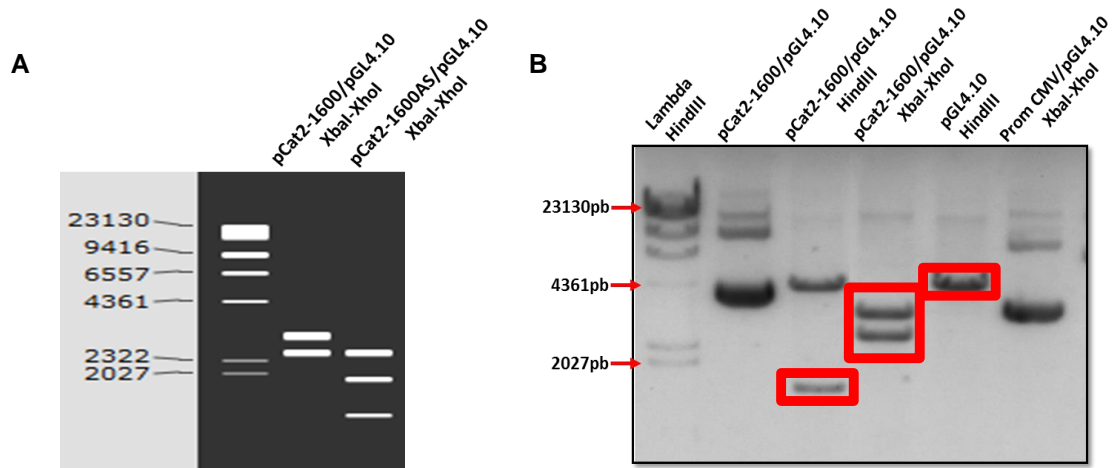 A
pCat2-1600/pGL4.10
XbaI-XhoI
pCat2-1600AS/pGL4.10
XbaI-XhoI
23130
9416
6557
4361
2322
2027
B
Lambda
HindIII
pCat2-1600/pGL4.10
pCat2-1600/pGL4.10
HindIII
pCat2-1600/pGL4.10
XbaI-XhoI
pGL4.10
HindIII
Prom CMV/pGL4.10
XbaI-XhoI
23130pb
4361pb
2027pb